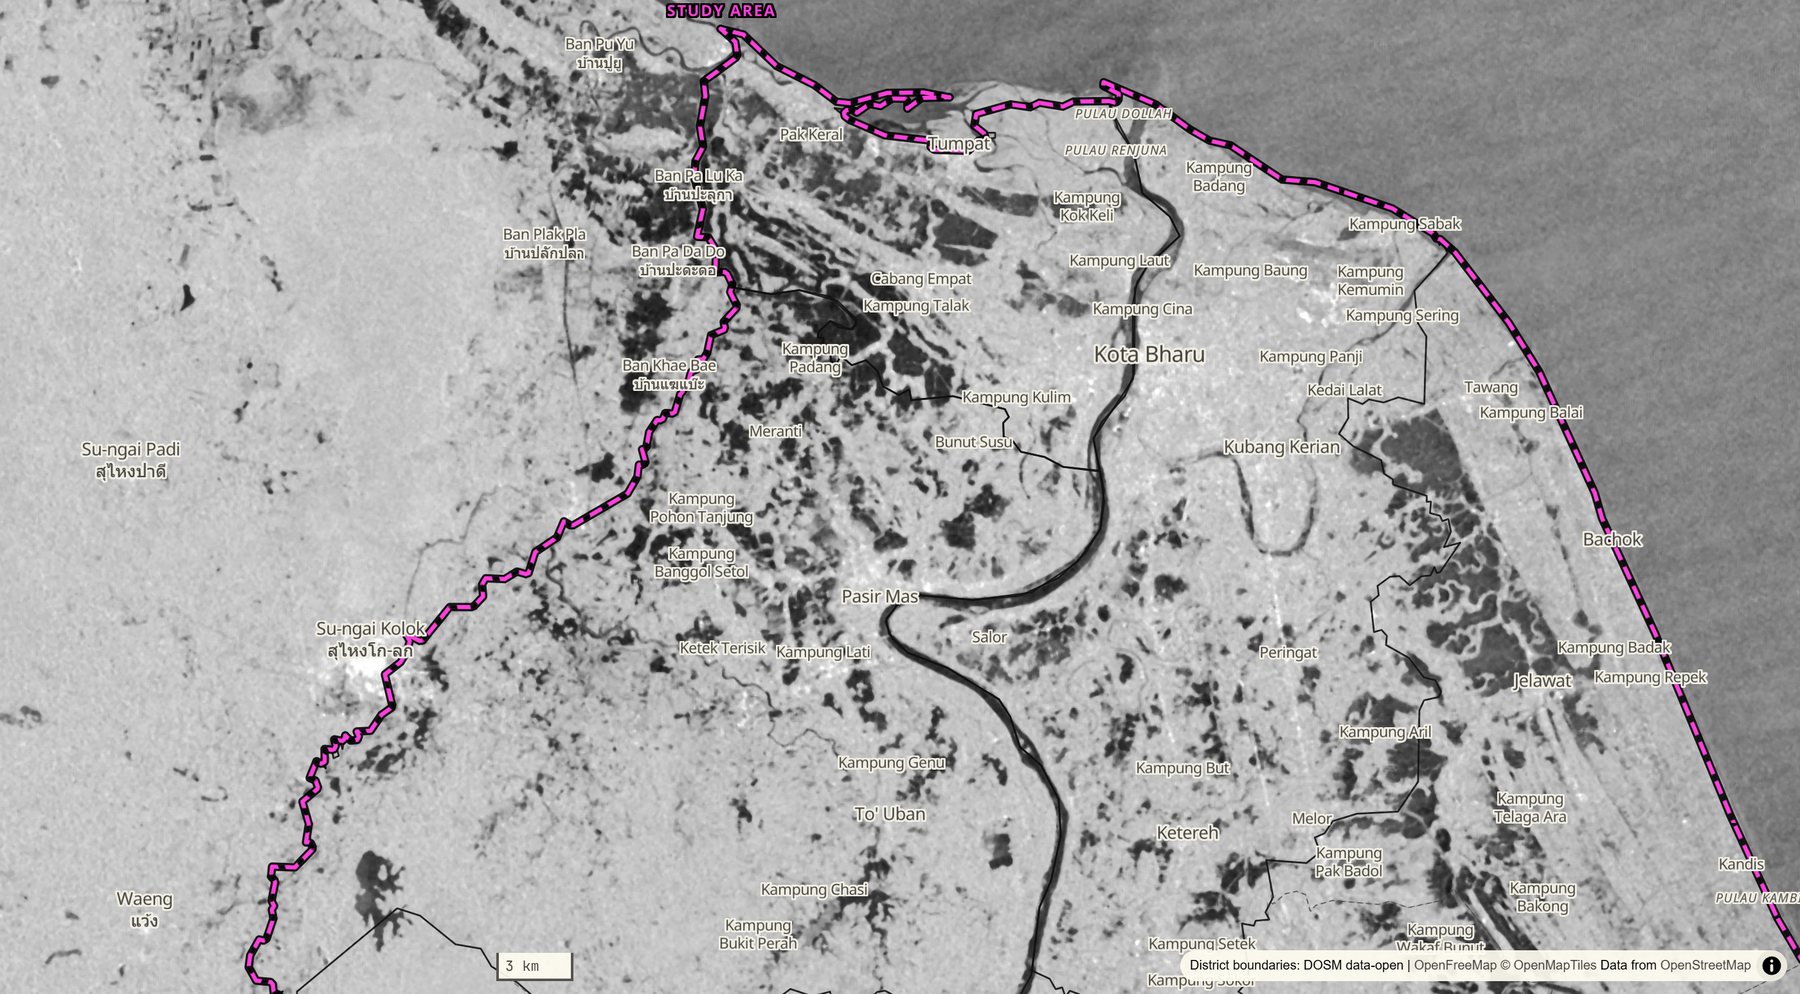 STUDY AREA
Ban Pu Yu
บ้านปูยู
Pak Keral
Tumpat
PULAU DOLLAH
PULAU RENJUNA
Kampung
Badang
Ban Pa Lu Ka
บ้านปะลุกา
Kampung
Kok Keli
Kampung Sabak
Ban Plak Pla
บ้านปลักปลา
Ban Pa Da Do
บ้านปะดะดอ
Cabang Empat
Kampung Laut
Kampung Baung
Kampung
Kemumin
Kampung Talak
Kampung Cina
Kampung Sering
Kampung
Padang
Kota Bharu
Kampung Panji
Ban Khae Bae
บ้านแฆแบ๊ะ
Kampung Kulim
Kedai Lalat
Tawang
Kampung Balai
Meranti
Bunut Susu
Kubang Kerian
Su-ngai Padi
สุไหงปาดี
Kampung
Pohon Tanjung
Bachok
Kampung
Banggol Setol
Pasir Mas
Su-ngai Kolok
สุไหงโก-ลก
Salor
Ketek Terisik
Kampung Lati
Peringat
Kampung Badak
Jelawat
Kampung Repek
Kampung Aril
Kampung Genu
Kampung But
To' Uban
Kampung
Telaga Ara
Melor
Ketereh
Kampung
Pak Badol
Kandis
Waeng
แว้ง
Kampung Chasi
Kampung
Bakong
PULAU KAMBI
Kampung
Bukit Perah
Kampung Setek
Kampung
Wakaf Bunut
3 km
Kampung Sokor
District boundaries: DOSM data-open | OpenFreeMap © OpenMapTiles Data from OpenStreetMap